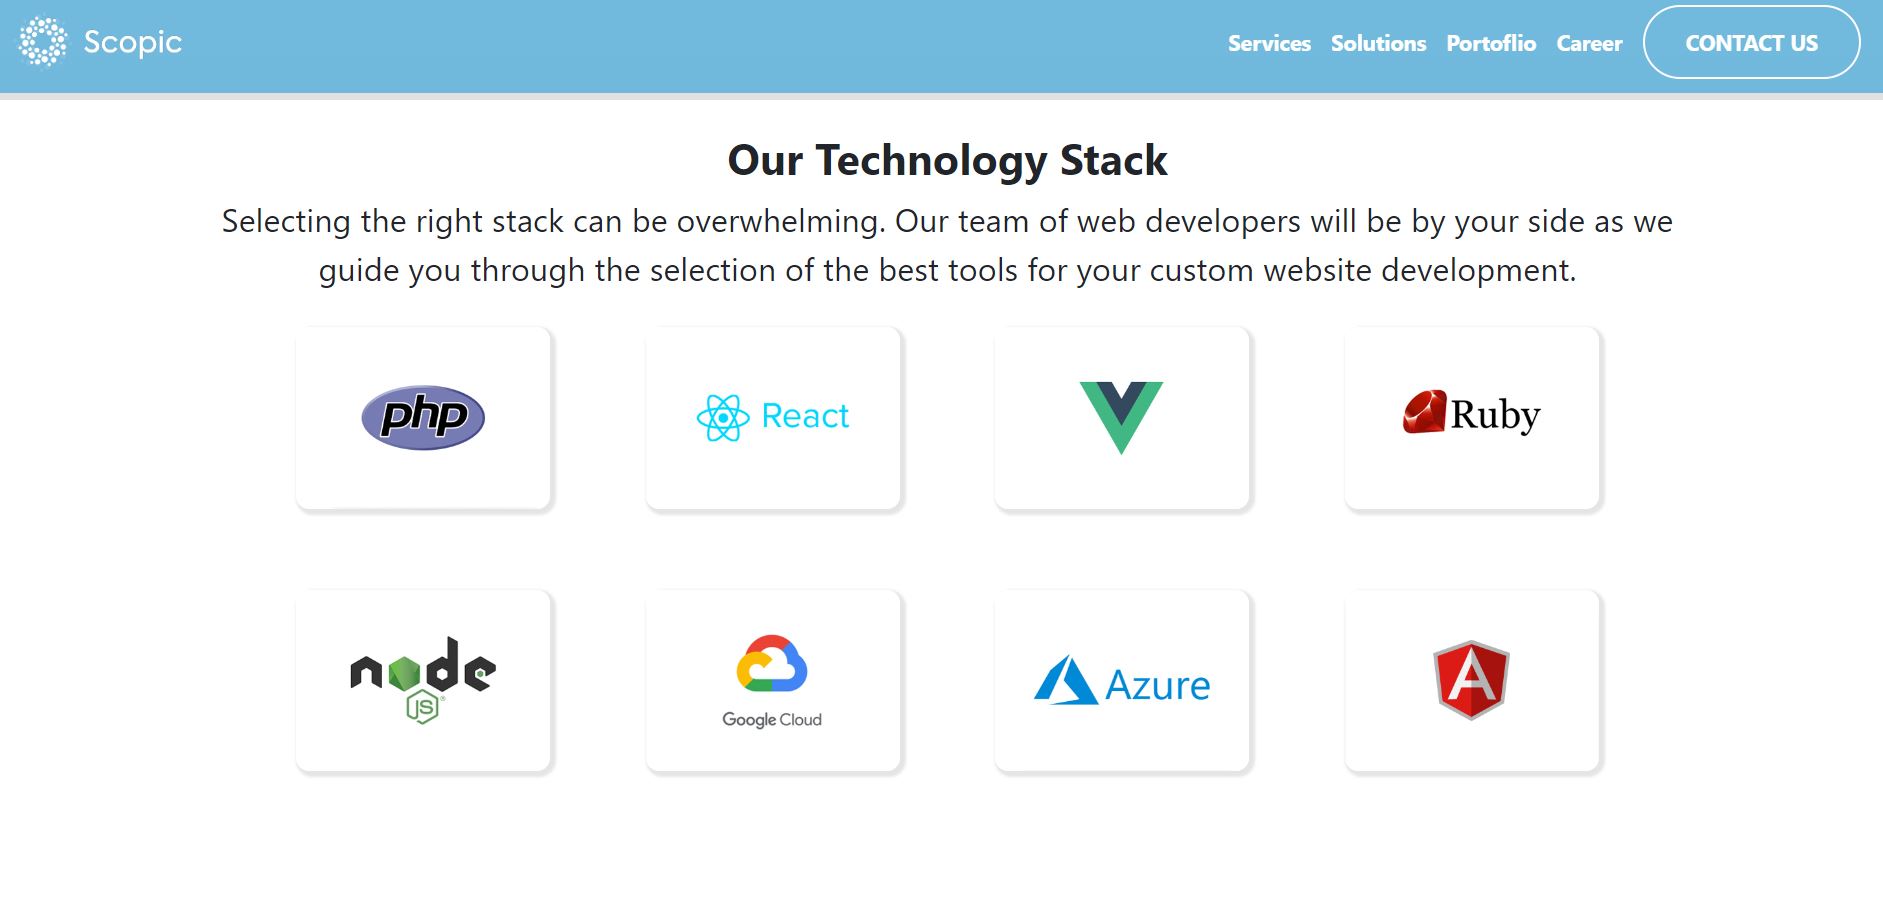 Scopic
Services Solutions Portoflio Career CONTACT US
Our Technology Stack
Selecting the right stack can be overwhelming. Our team of web developers will be by your side as we
guide you through the selection of the best tools for your custom website development.
php
React
Ruby
node
JS
Google Cloud
Azure
A